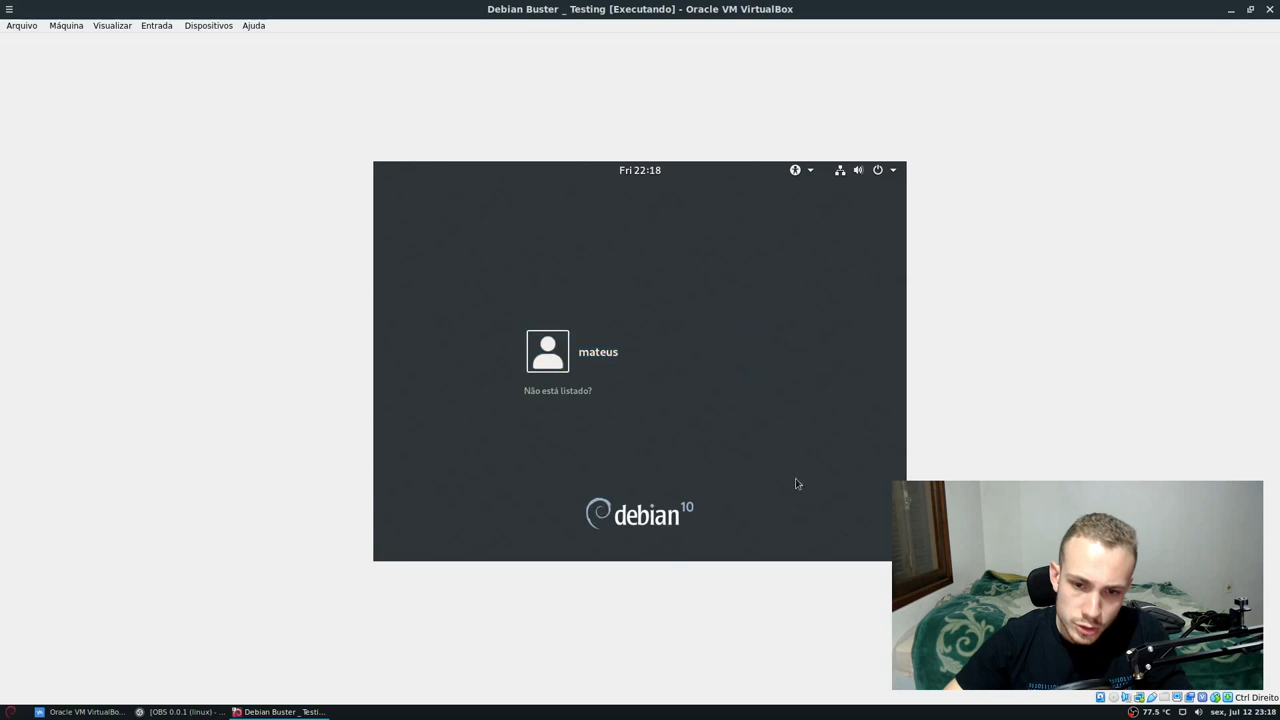 Debian Buster _ Testing [Executando] - Oracle VM VirtualBox
Arquivo Máquina Visualizar Entrada Dispositivos Ajuda
Fri 22:18
mateus
Não está listado?
debian 10
Ctrl Direito
Oracle VM VirtualBo... [OBS 0.0.1 (linux) - ... Debian Buster _ Testi... 77.5 °C sex, jul 12 23:18